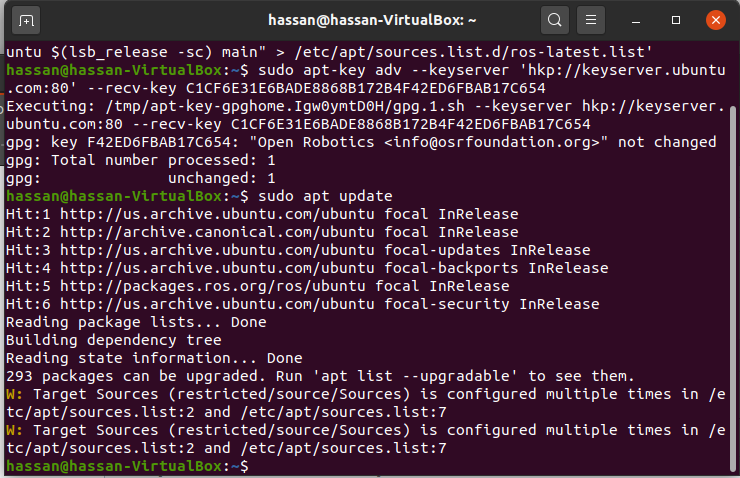 hassan@hassan-VirtualBox: ~
untu $(lsb_release -sc) main" > /etc/apt/sources.list.d/ros-latest.list'
hassan@hassan-VirtualBox:~$ sudo apt-key adv --keyserver 'hkp://keyserver.ubuntu
.com:80' --recv-key C1CF6E31E6BADE8868B172B4F42ED6FBAB17C654
Executing: /tmp/apt-key-gpghome.Igw0ymtD0H/gpg.1.sh --keyserver hkp://keyserver.
ubuntu.com:80 --recv-key C1CF6E31E6BADE8868B172B4F42ED6FBAB17C654
gpg: key F42ED6FBAB17C654: "Open Robotics <info@osrfoundation.org>" not changed
gpg: Total number processed: 1
gpg:              unchanged: 1
hassan@hassan-VirtualBox:~$ sudo apt update
Hit:1 http://us.archive.ubuntu.com/ubuntu focal InRelease
Hit:2 http://archive.canonical.com/ubuntu focal InRelease
Hit:3 http://us.archive.ubuntu.com/ubuntu focal-updates InRelease
Hit:4 http://us.archive.ubuntu.com/ubuntu focal-backports InRelease
Hit:5 http://packages.ros.org/ros/ubuntu focal InRelease
Hit:6 http://us.archive.ubuntu.com/ubuntu focal-security InRelease
Reading package lists... Done
Building dependency tree
Reading state information... Done
293 packages can be upgraded. Run 'apt list --upgradable' to see them.
W: Target Sources (restricted/source/Sources) is configured multiple times in /e
tc/apt/sources.list:2 and /etc/apt/sources.list:7
W: Target Sources (restricted/source/Sources) is configured multiple times in /e
tc/apt/sources.list:2 and /etc/apt/sources.list:7
hassan@hassan-VirtualBox:~$